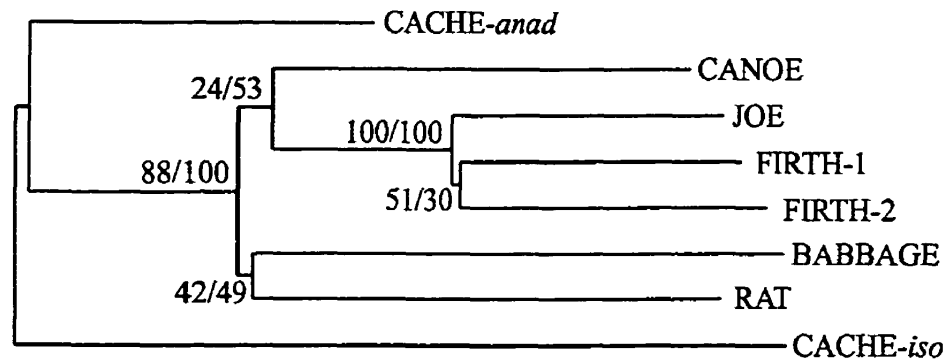 CACHE-anad
CANOE
24/53
JOE
100/100
FIRTH-1
88/100
51/30
FIRTH-2
BABBAGE
42/49
RAT
CACHE-iso